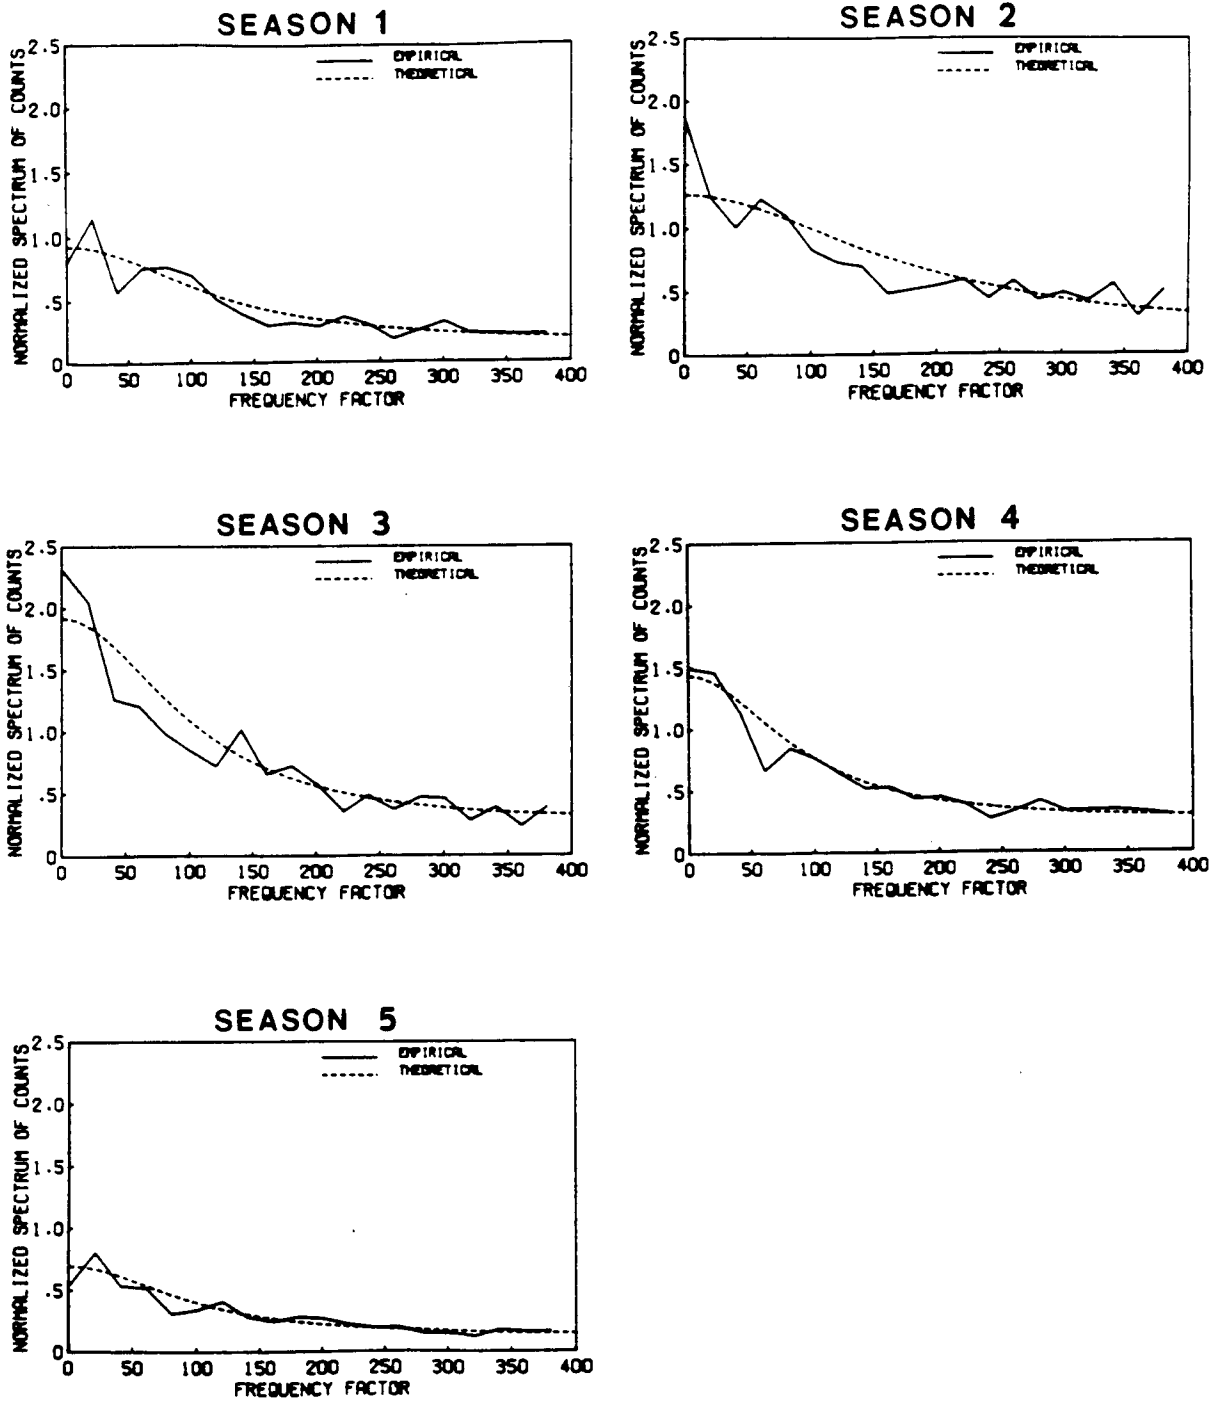 SEASON 1
EMPIRICAL
THEORETICAL
NORMALIZED SPECTRUM OF COUNTS
2.5
2.0
1.5
1.0
.5
0
0 50 100 150 200 250 300 350 400
FREQUENCY FACTOR
SEASON 2
EMPIRICAL
THEORETICAL
NORMALIZED SPECTRUM OF COUNTS
2.5
2.0
1.5
1.0
.5
0
0 50 100 150 200 250 300 350 400
FREQUENCY FACTOR
SEASON 3
EMPIRICAL
THEORETICAL
NORMALIZED SPECTRUM OF COUNTS
2.5
2.0
1.5
1.0
.5
0
0 50 100 150 200 250 300 350 400
FREQUENCY FACTOR
SEASON 4
EMPIRICAL
THEORETICAL
NORMALIZED SPECTRUM OF COUNTS
2.5
2.0
1.5
1.0
.5
0
0 50 100 150 200 250 300 350 400
FREQUENCY FACTOR
SEASON 5
EMPIRICAL
THEORETICAL
NORMALIZED SPECTRUM OF COUNTS
2.5
2.0
1.5
1.0
.5
0
0 50 100 150 200 250 300 350 400
FREQUENCY FACTOR